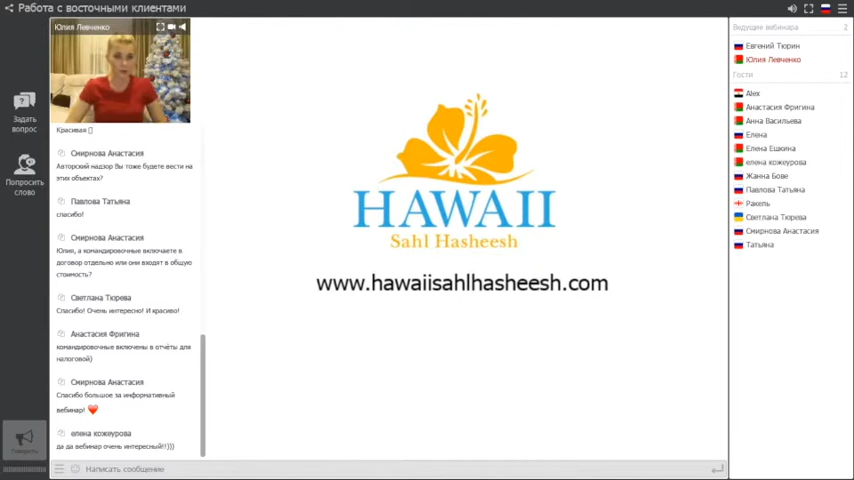 Работа с восточными клиентами
Юлия Левченко
Красивая
Смирнова Анастасия
Авторский надзор Вы тоже будете вести на
этих объектах?
Павлова Татьяна
спасибо!
Смирнова Анастасия
Юлия, а командировочные включаете в
договор отдельно или они входят в общую
стоимость?
Светлана Тюрева
Спасибо! Очень интересно! И красиво!
Анастасия Фригина
командировочные включены в отчёты для
налоговой)
Смирнова Анастасия
Спасибо большое за информативный
вебинар! ❤
елена кожеурова
да да вебинар очень интересный!!)))
Написать сообщение
Задать
вопрос
Попросить
слово
Говорить
HAWAII
Sahl Hasheesh
www.hawaiisahlhasheesh.com
Ведущие вебинара 2
Евгений Тюрин
Юлия Левченко
Гости 12
Alex
Анастасия Фригина
Анна Васильева
Елена
Елена Ешкина
елена кожеурова
Жанна Бове
Павлова Татьяна
Ракель
Светлана Тюрева
Смирнова Анастасия
Татьяна